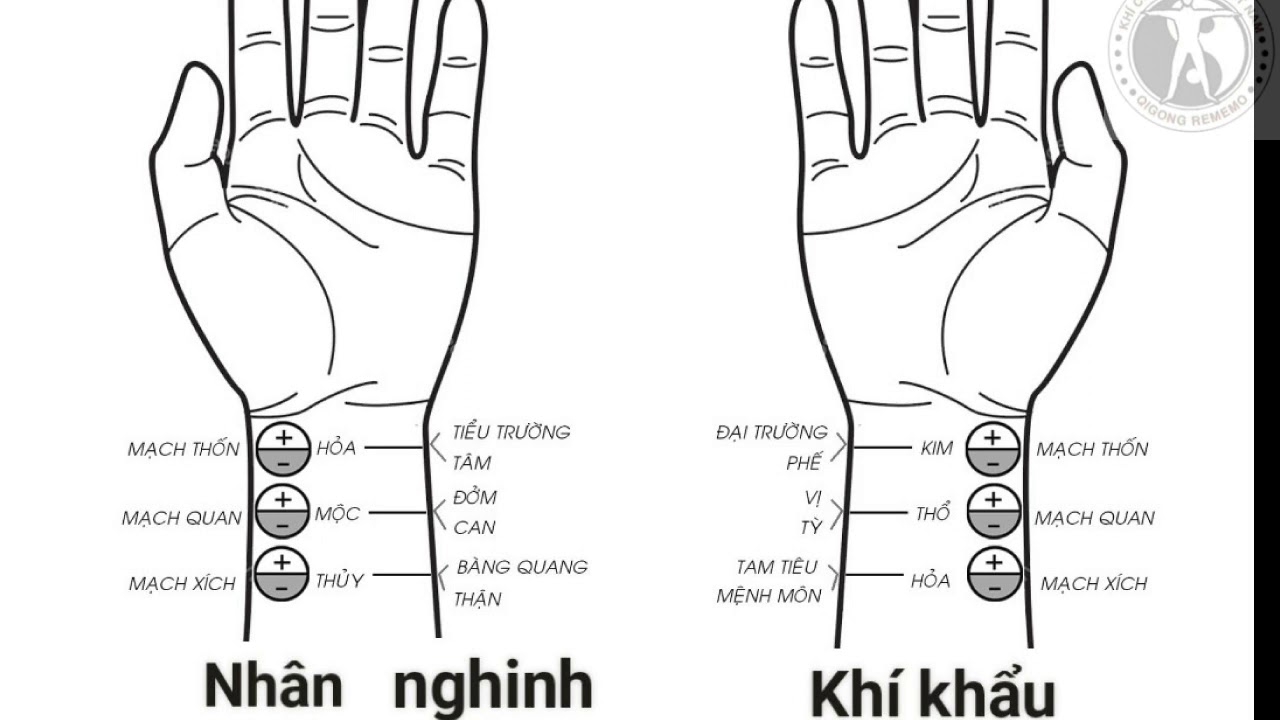 QIGONG REMEMO
MẠCH THỐN
+
-
HỎA
TIỂU TRƯỜNG
TÂM
MẠCH QUAN
+
-
MỘC
ĐỞM
CAN
MẠCH XÍCH
+
-
THỦY
BÀNG QUANG
THẬN
ĐẠI TRƯỜNG
PHẾ
KIM
+
-
MẠCH THỐN
VỊ
TỲ
THỔ
+
-
MẠCH QUAN
TAM TIÊU
MỆNH MÔN
HỎA
+
-
MẠCH XÍCH
Nhân nghinh
Khí khẩu